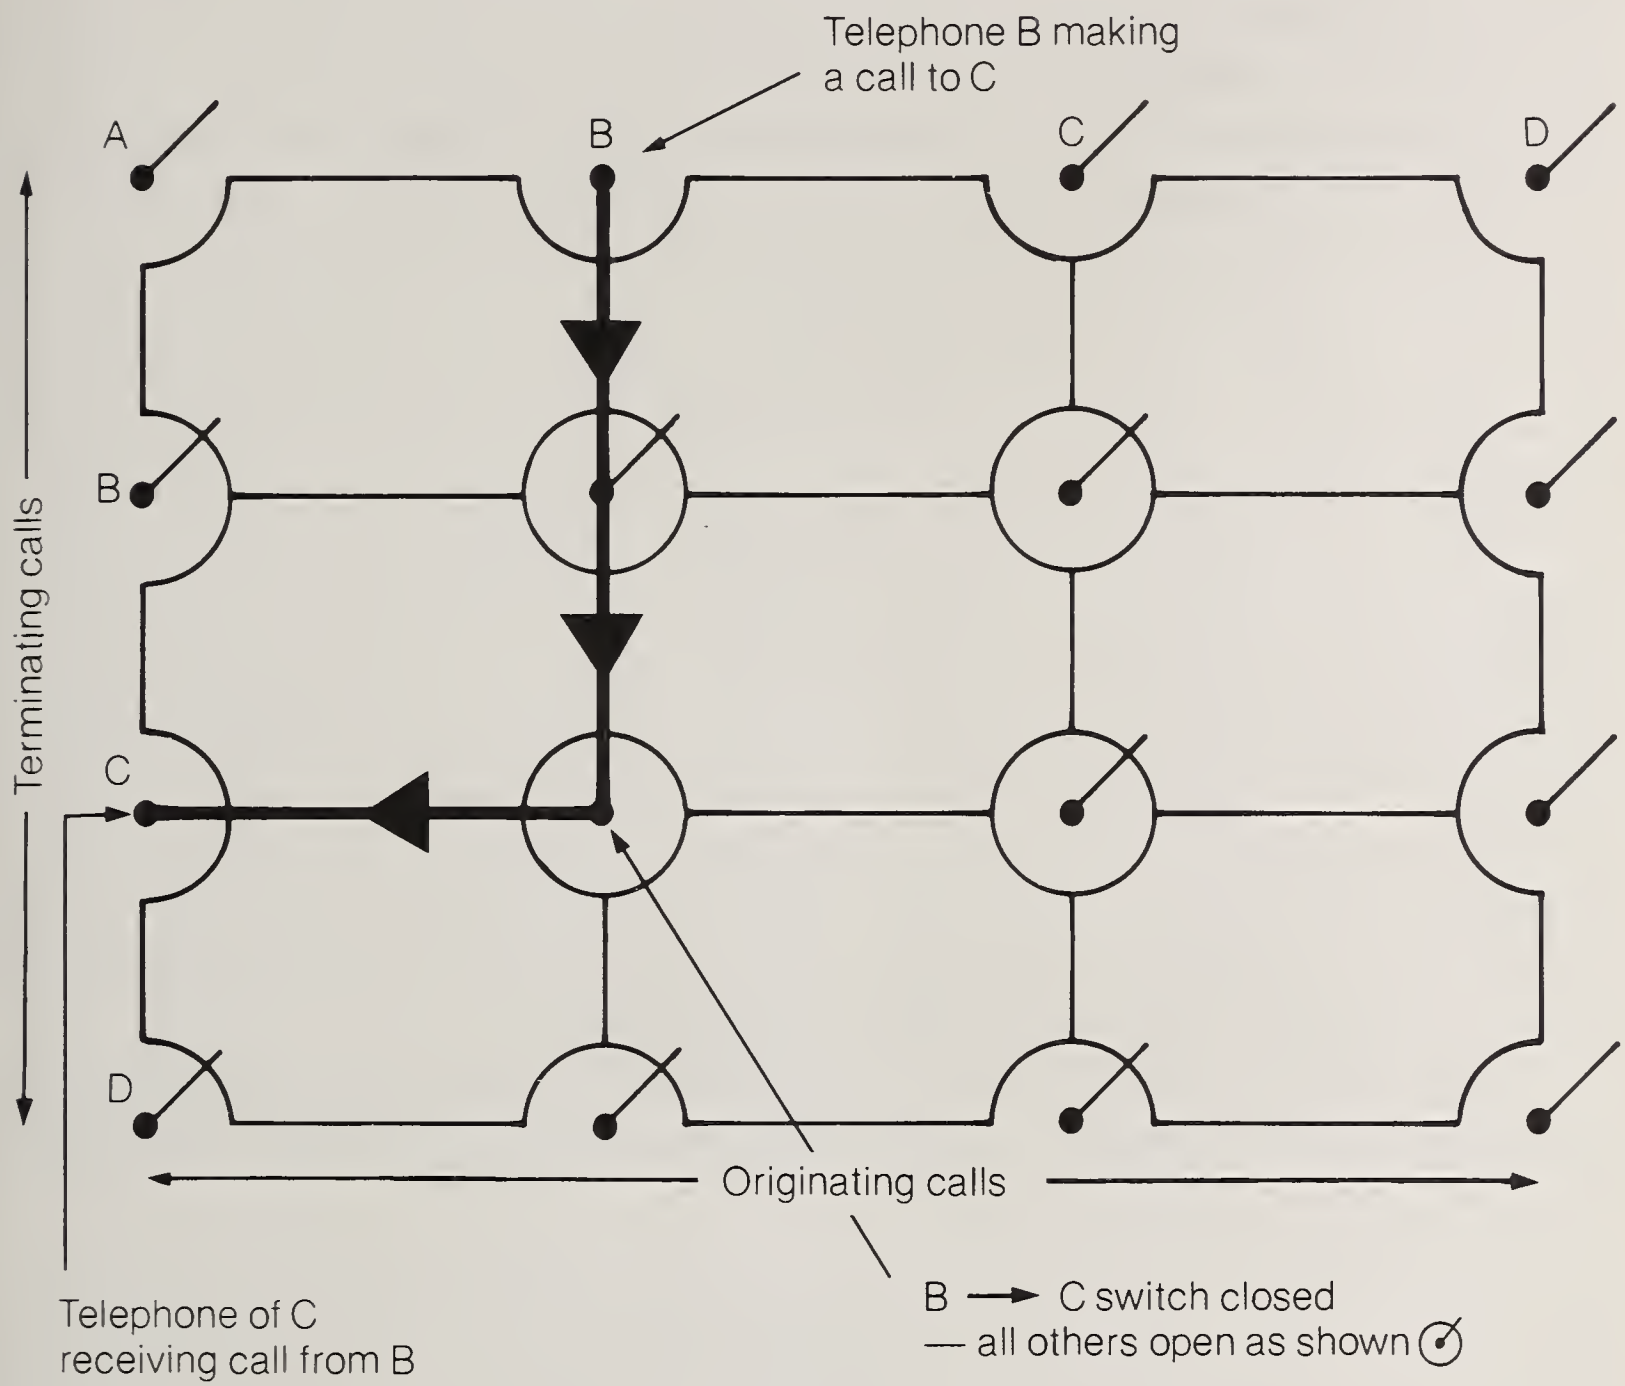 Telephone B making
a call to C
A
B
C
D
B
C
D
Terminating calls
Originating calls
B → C switch closed
— all others open as shown
Telephone of C
receiving call from B